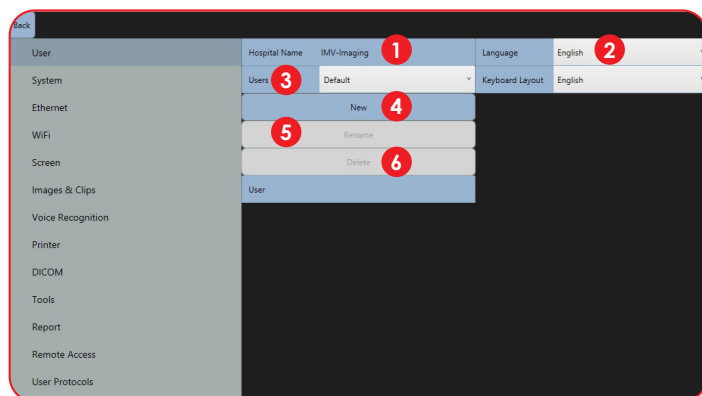 Back
User
System
Ethernet
WiFi
Screen
Images & Clips
Voice Recognition
Printer
DICOM
Tools
Report
Remote Access
User Protocols
Hospital Name IMV-Imaging 1 Language English 2
Users 3 Default Keyboard Layout English
New 4
5 Rename
Delete 6
User